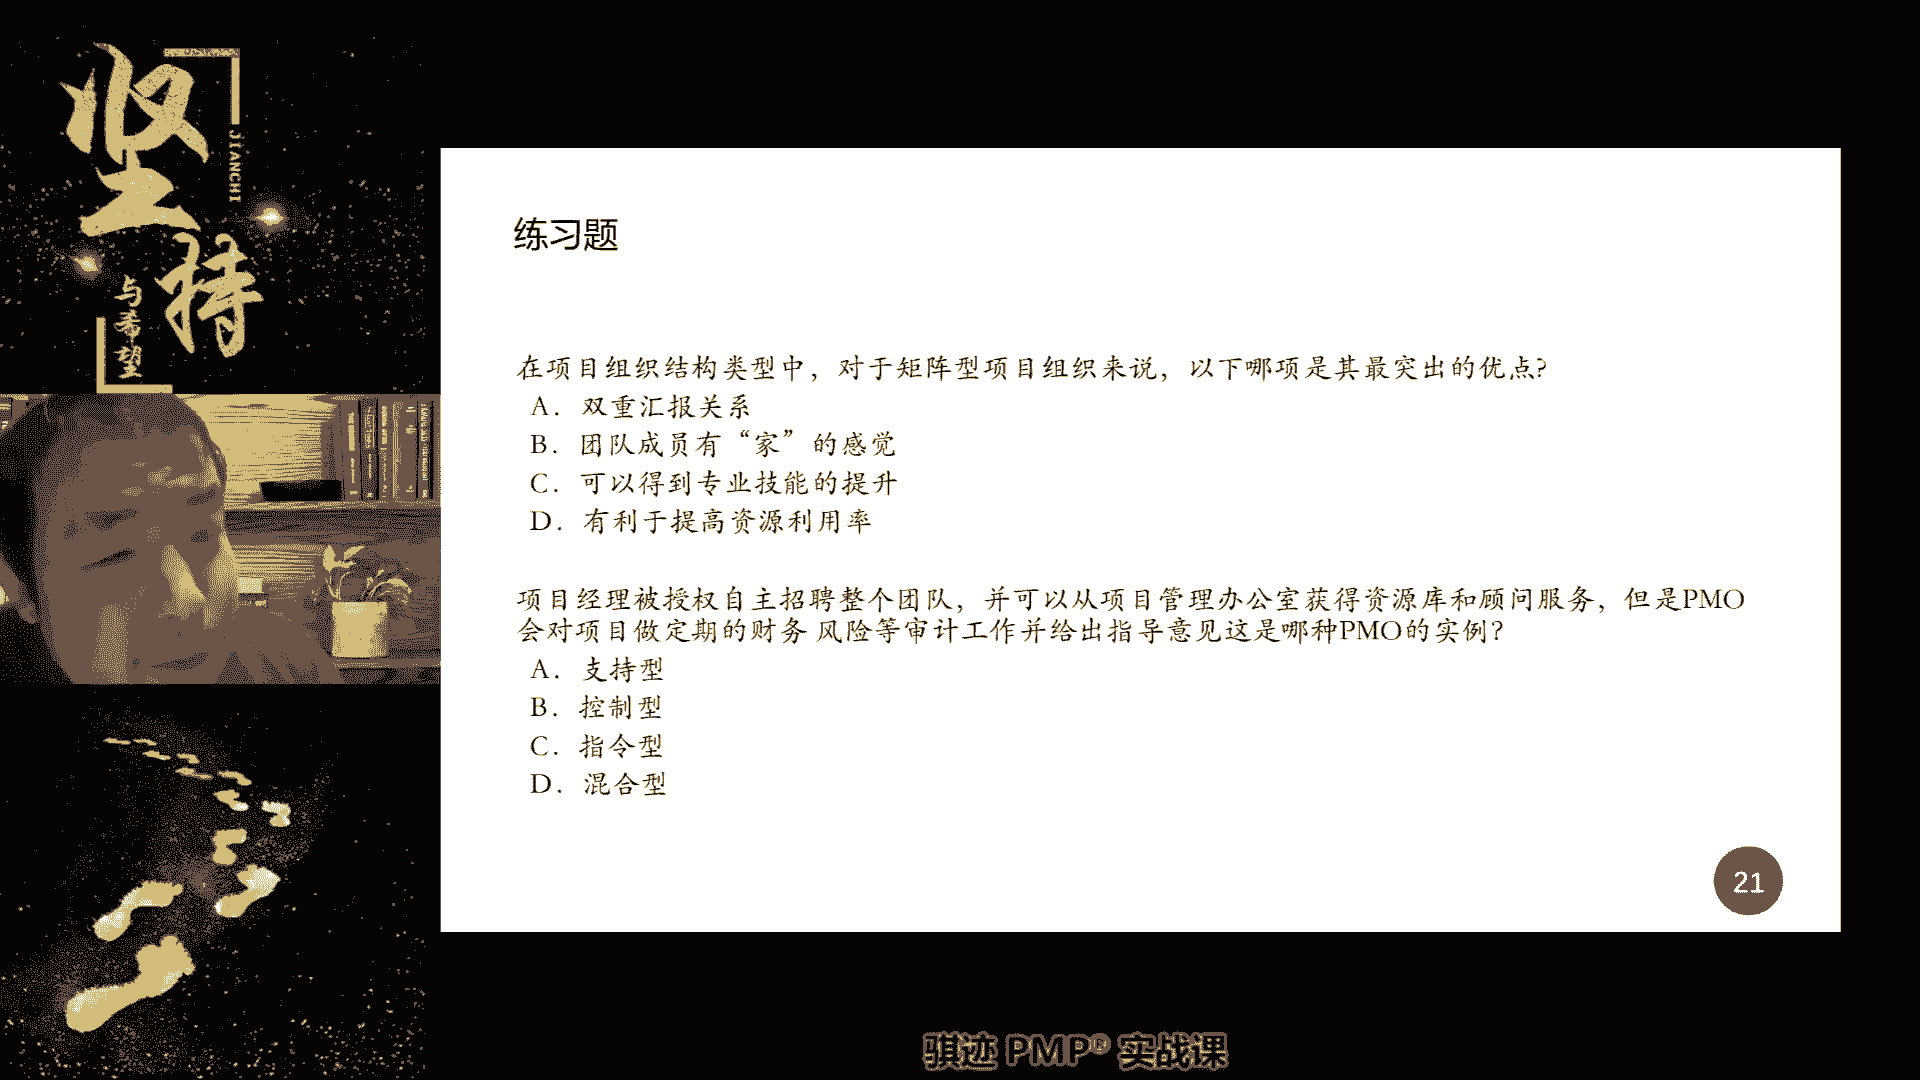 坚持
JIANCHI
与希望
练习题
在项目组织结构类型中，对于矩阵型项目组织来说，以下哪项是其最突出的优点?
A. 双重汇报关系
B. 团队成员有“家”的感觉
C. 可以得到专业技能的提升
D. 有利于提高资源利用率
项目经理被授权自主招聘整个团队，并可以从项目管理办公室获得资源库和顾问服务，但是PMO
会对项目做定期的财务 风险等审计工作并给出指导意见这是哪种PMO的实例?
A. 支持型
B. 控制型
C. 指令型
D. 混合型
21
骐迹 PMP® 实战课